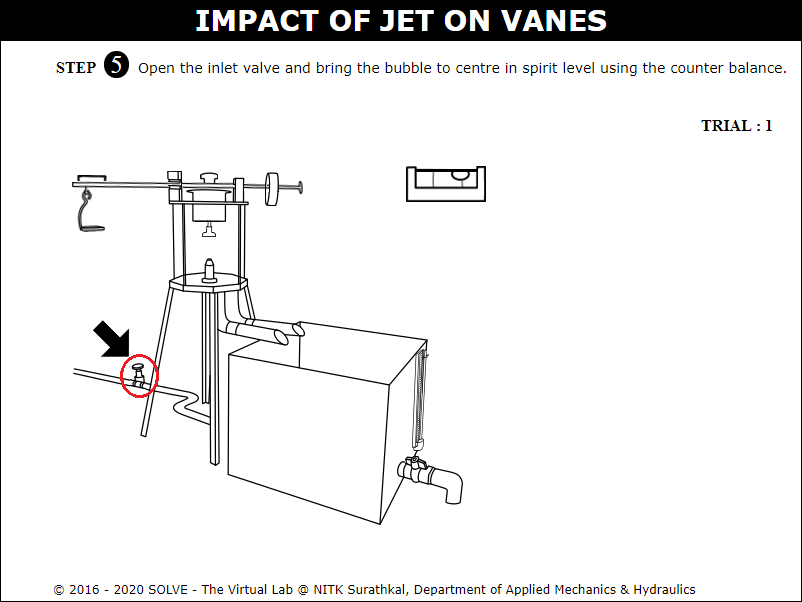 IMPACT OF JET ON VANES
STEP 5 Open the inlet valve and bring the bubble to centre in spirit level using the counter balance.
TRIAL : 1
© 2016 - 2020 SOLVE - The Virtual Lab @ NITK Surathkal, Department of Applied Mechanics & Hydraulics